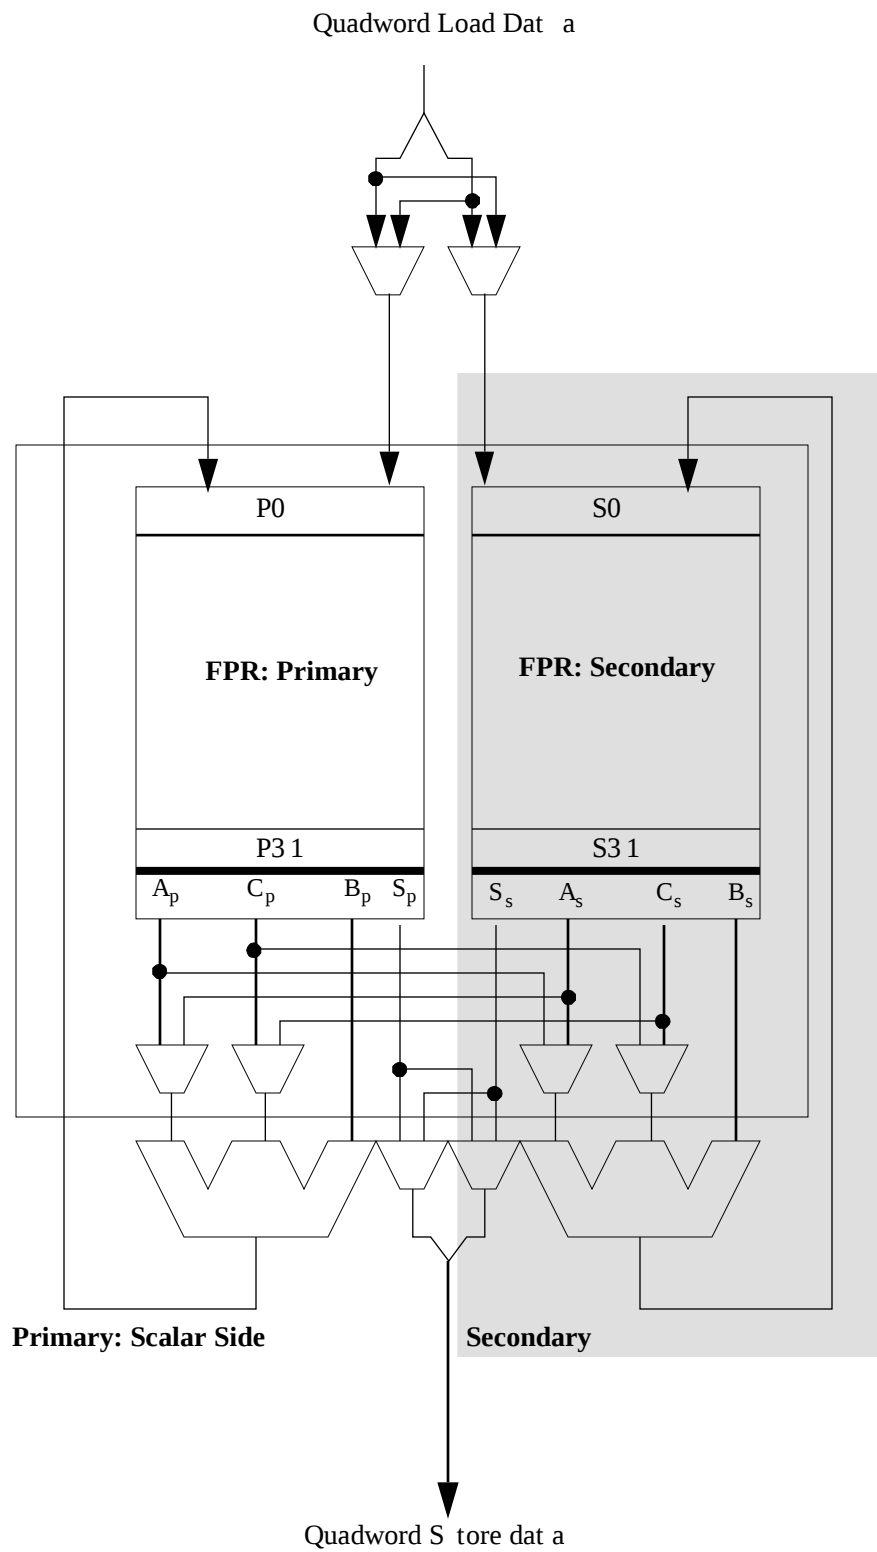 Quadword Load Dat a
P0 S0
FPR: Primary FPR: Secondary
P3 1 S3 1
Ap Cp Bp Sp Ss As Cs Bs
Primary: Scalar Side Secondary
Quadword S tore dat a